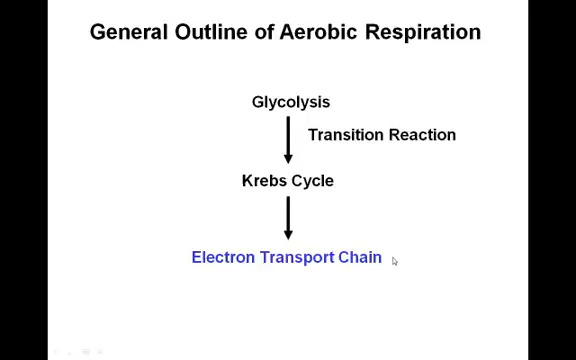 General Outline of Aerobic Respiration
Glycolysis
Transition Reaction
Krebs Cycle
Electron Transport Chain